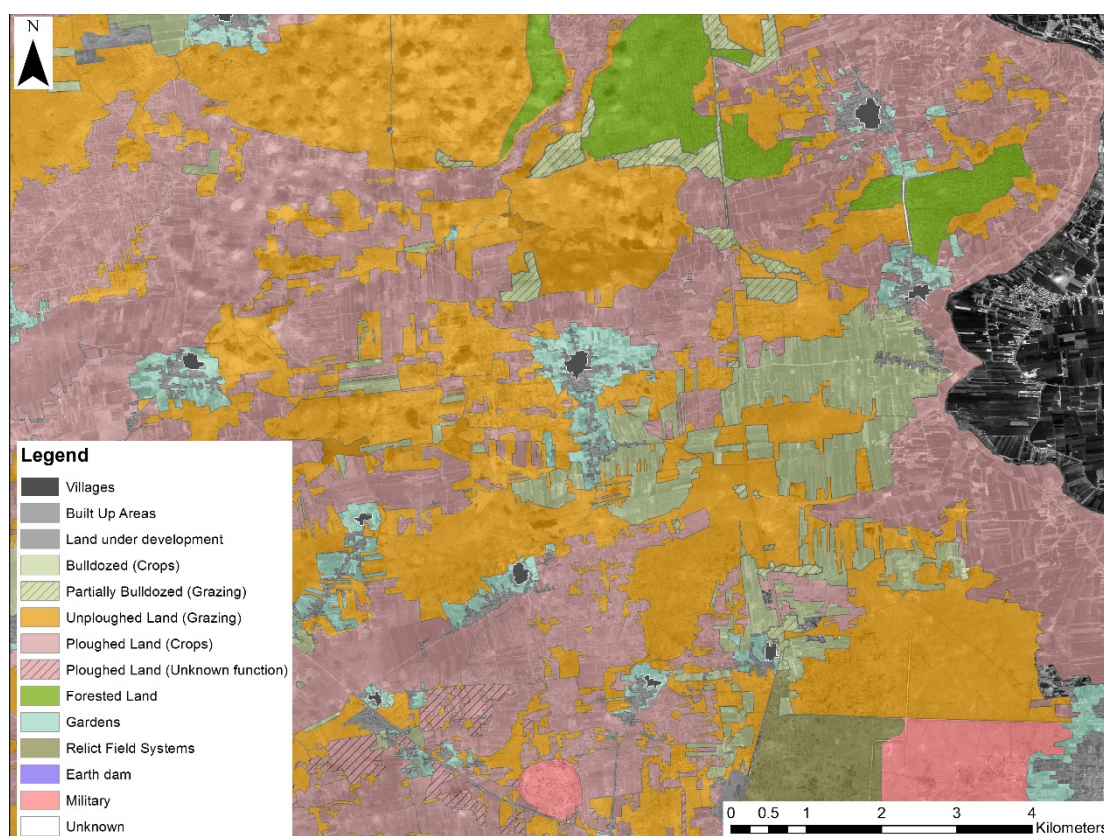 N
Legend
Villages
Built Up Areas
Land under development
Bulldozed (Crops)
Partially Bulldozed (Grazing)
Unploughed Land (Grazing)
Ploughed Land (Crops)
Ploughed Land (Unknown function)
Forested Land
Gardens
Relict Field Systems
Earth dam
Military
Unknown
0 0.5 1 2 3 4
Kilometers